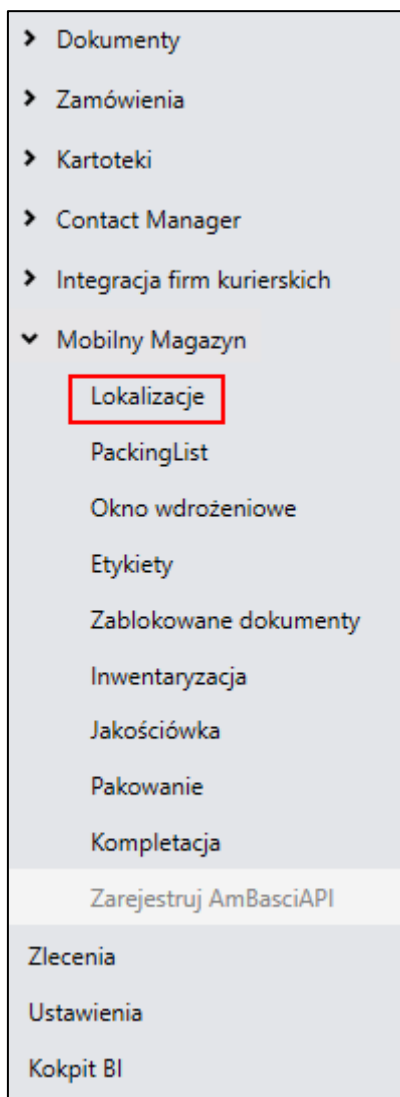 Dokumenty
Zamówienia
Kartoteki
Contact Manager
Integracja firm kurierskich
Mobilny Magazyn
Lokalizacje
PackingList
Okno wdrożeniowe
Etykiety
Zablokowane dokumenty
Inwentaryzacja
Jakościówka
Pakowanie
Kompletacja
Zarejestruj AmBasciAPI
Zlecenia
Ustawienia
Kokpit BI